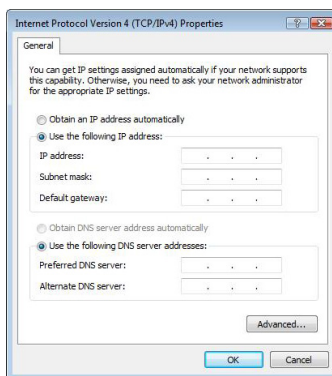 Internet Protocol Version 4 (TCP/IPv4) Properties
General
You can get IP settings assigned automatically if your network supports
this capability. Otherwise, you need to ask your network administrator
for the appropriate IP settings.
Obtain an IP address automatically
Use the following IP address:
IP address:
Subnet mask:
Default gateway:
Obtain DNS server address automatically
Use the following DNS server addresses:
Preferred DNS server:
Alternate DNS server:
Advanced...
OK Cancel